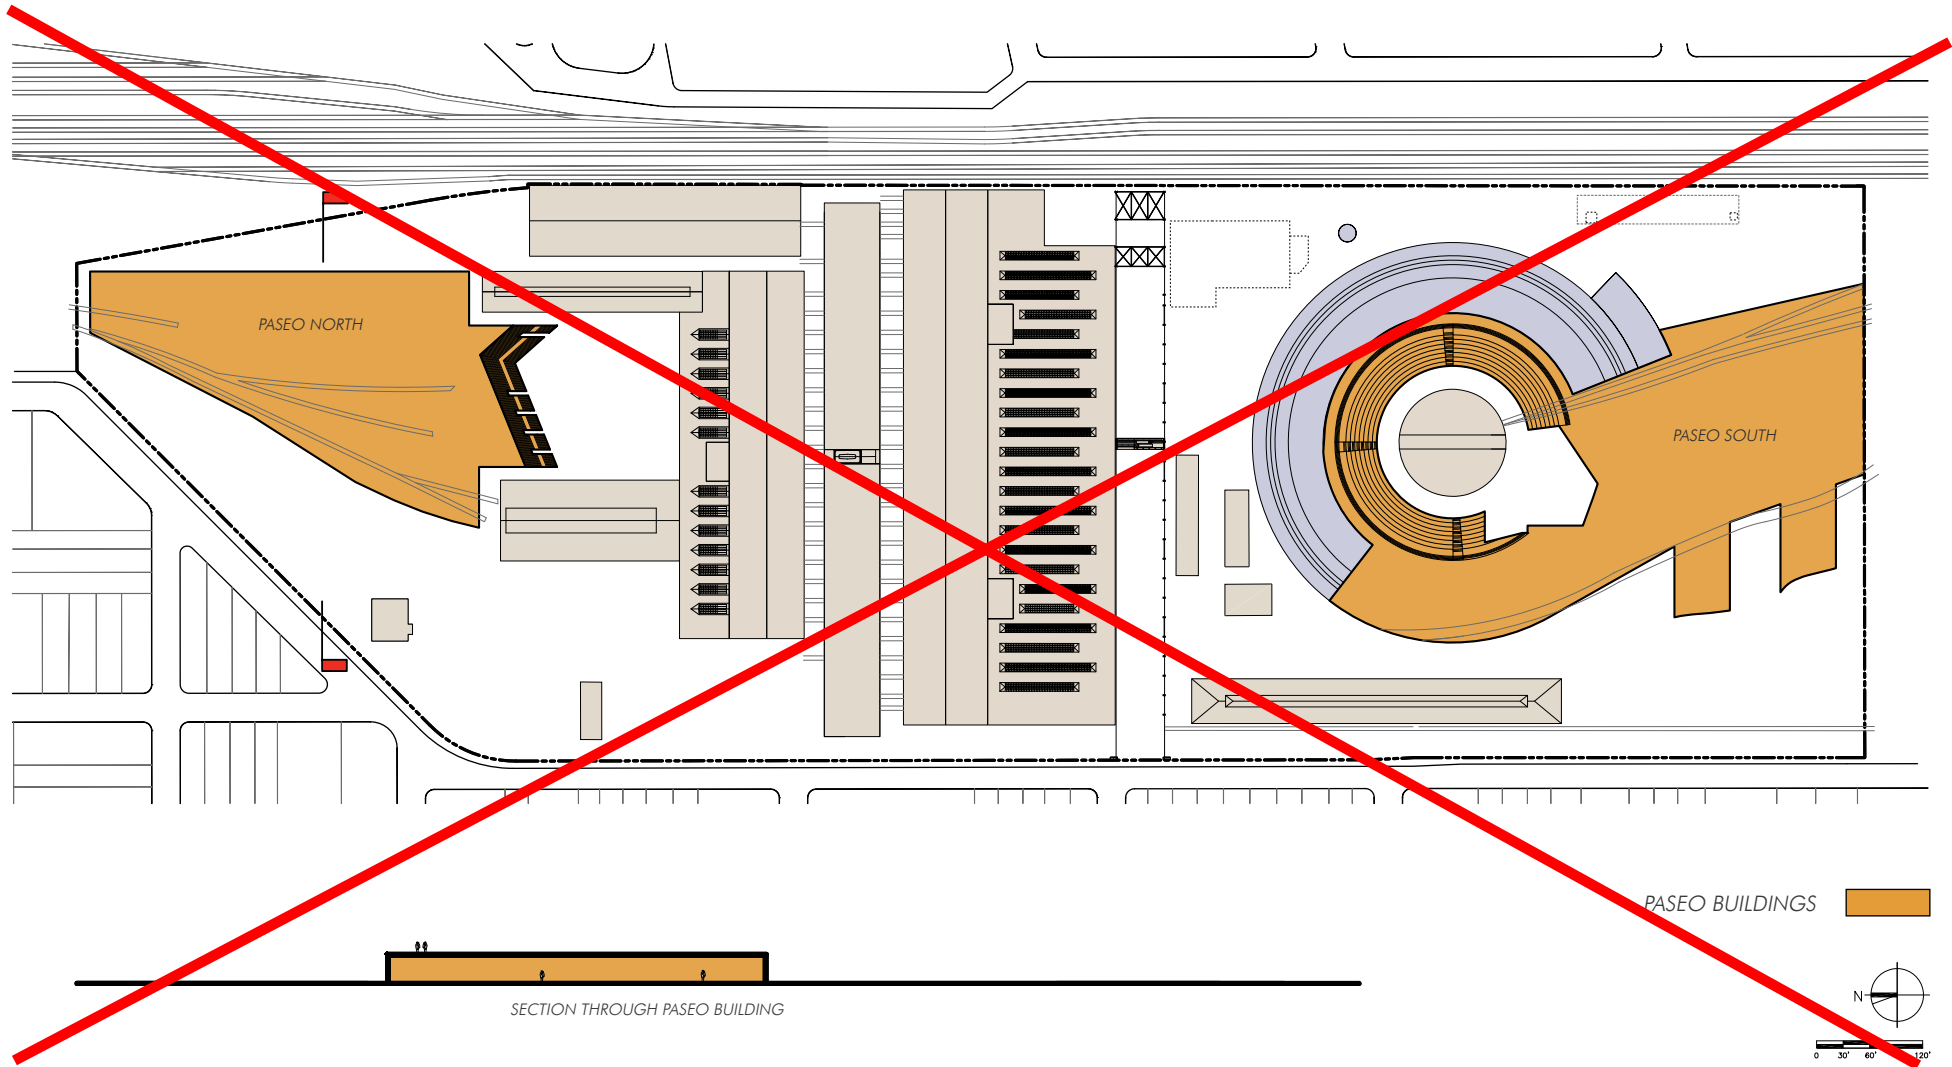 PASEO NORTH
PASEO SOUTH
PASEO BUILDINGS
SECTION THROUGH PASEO BUILDING
N
0 30' 60' 120'